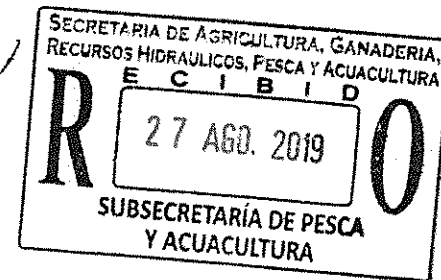 SECRETARIA DE AGRICULTURA, GANADERIA,
RECURSOS HIDRAULICOS, PESCA Y ACUACULTURA
R E C I B I D O
27 AGO. 2019
SUBSECRETARÍA DE PESCA
Y ACUACULTURA